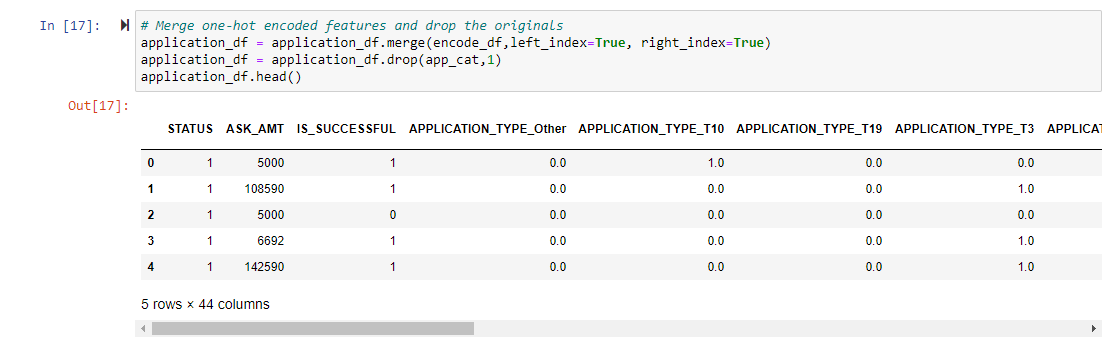 In [17]:
# Merge one-hot encoded features and drop the originals
application_df = application_df.merge(encode_df,left_index=True, right_index=True)
application_df = application_df.drop(app_cat,1)
application_df.head()
Out[17]:
STATUS ASK_AMT IS_SUCCESSFUL APPLICATION_TYPE_Other APPLICATION_TYPE_T10 APPLICATION_TYPE_T19 APPLICATION_TYPE_T3 APPLICAT
0 1 5000 1 0.0 1.0 0.0 0.0
1 1 108590 1 0.0 0.0 0.0 1.0
2 1 5000 0 0.0 0.0 0.0 0.0
3 1 6692 1 0.0 0.0 0.0 1.0
4 1 142590 1 0.0 0.0 0.0 1.0
5 rows × 44 columns